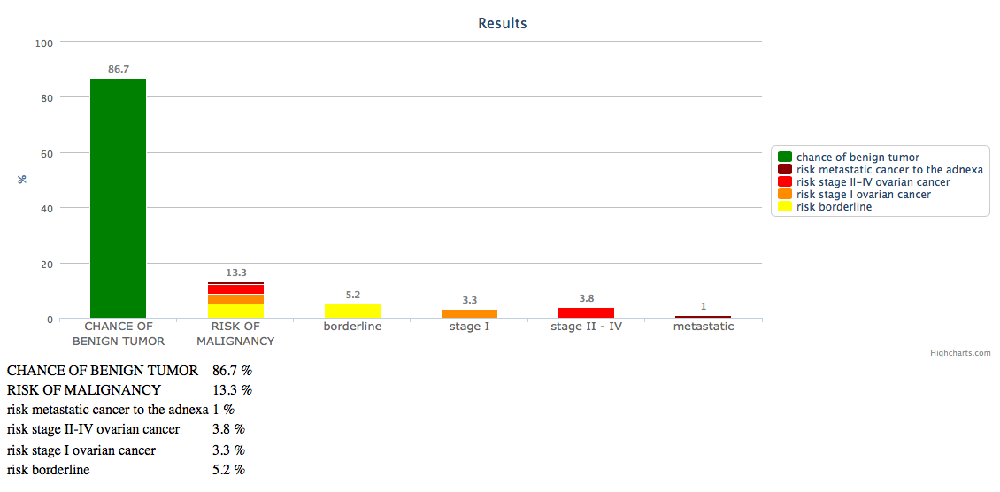 Results
100
80
60
40
20
0
%
86.7
13.3
5.2
3.3
3.8
1
CHANCE OF
BENIGN TUMOR
RISK OF
MALIGNANCY
borderline
stage I
stage II - IV
metastatic
chance of benign tumor
risk metastatic cancer to the adnexa
risk stage II-IV ovarian cancer
risk stage I ovarian cancer
risk borderline
Highcharts.com
CHANCE OF BENIGN TUMOR 86.7 %
RISK OF MALIGNANCY 13.3 %
risk metastatic cancer to the adnexa 1 %
risk stage II-IV ovarian cancer 3.8 %
risk stage I ovarian cancer 3.3 %
risk borderline 5.2 %